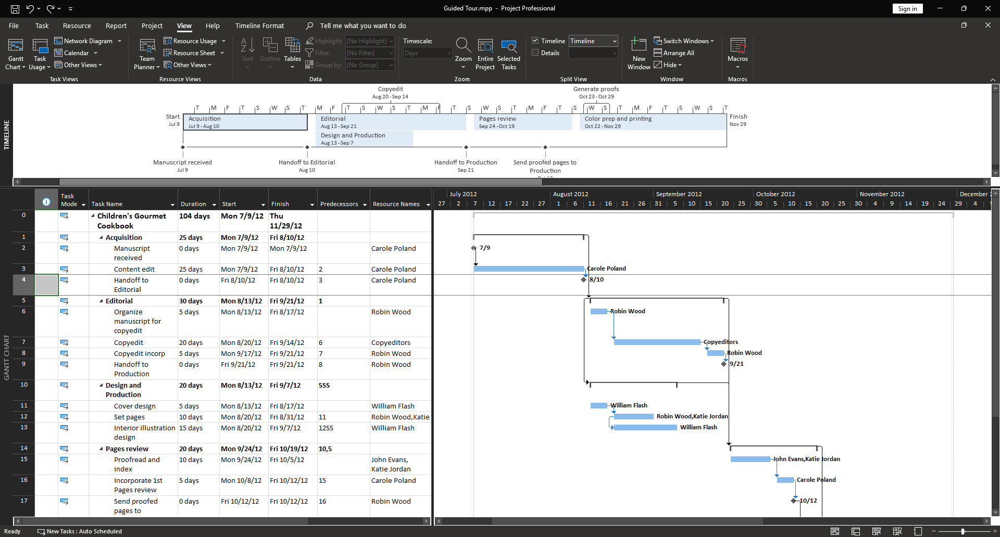 Guided Tour.mpp - Project Professional
Sign in
File Task Resource Report Project View Help Timeline Format Tell me what you want to do
Gantt Chart
Task Usage
Network Diagram
Calendar
Other Views
Task Views
Team Planner
Resource Usage
Resource Sheet
Other Views
Resource Views
Sort
Outline
Tables
Highlight: [No Highlight]
Filter: [No Filter]
Group by: [No Group]
Data
Timescale:
Days
Zoom
Entire Project
Selected Tasks
Zoom
Timeline Timeline
Details
Split View
New Window
Switch Windows
Arrange All
Hide
Window
Macros
Macros
TIMELINE
Copyedit
Aug 20 - Sep 14
Generate proofs
Oct 23 - Oct 29
T M F T S W S T M F T S W S T M F T S W S T M F T S W S T M F T S W S T
Start
Jul 9
Acquisition
Jul 9 - Aug 10
Editorial
Aug 13 - Sep 21
Pages review
Sep 24 - Oct 19
Color prep and printing
Oct 22 - Nov 29
Finish
Nov 29
Design and Production
Aug 13 - Sep 7
Manuscript received
Jul 9
Handoff to Editorial
Aug 10
Handoff to Production
Sep 21
Send proofed pages to
Production
GANTT CHART
Task Mode Task Name Duration Start Finish Predecessors Resource Names
July 2012 August 2012 September 2012 October 2012 November 2012 December
27 2 7 12 17 22 27 1 6 11 16 21 26 31 5 10 15 20 25 30 5 10 15 20 25 30 4 9 14 19 24 29 4
0 Children's Gourmet Cookbook 104 days Mon 7/9/12 Thu 11/29/12
1 Acquisition 25 days Mon 7/9/12 Fri 8/10/12
2 Manuscript received 0 days Mon 7/9/12 Mon 7/9/12 Carole Poland
7/9
3 Content edit 25 days Mon 7/9/12 Fri 8/10/12 2 Carole Poland
Carole Poland
4 Handoff to Editorial 0 days Fri 8/10/12 Fri 8/10/12 3 Carole Poland
8/10
5 Editorial 30 days Mon 8/13/12 Fri 9/21/12 1
6 Organize manuscript for copyedit 5 days Mon 8/13/12 Fri 8/17/12 Robin Wood
Robin Wood
7 Copyedit 20 days Mon 8/20/12 Fri 9/14/12 6 Copyeditors
Copyeditors
8 Copyedit incorp 5 days Mon 9/17/12 Fri 9/21/12 7 Robin Wood
Robin Wood
9 Handoff to Production 0 days Fri 9/21/12 Fri 9/21/12 8 Robin Wood
9/21
10 Design and Production 20 days Mon 8/13/12 Fri 9/7/12 5SS
11 Cover design 5 days Mon 8/13/12 Fri 8/17/12 William Flash
William Flash
12 Set pages 10 days Mon 8/20/12 Fri 8/31/12 11 Robin Wood,Katie
Robin Wood,Katie Jordan
13 Interior illustration design 15 days Mon 8/20/12 Fri 9/7/12 12SS William Flash
William Flash
14 Pages review 20 days Mon 9/24/12 Fri 10/19/12 10,5
15 Proofread and index 10 days Mon 9/24/12 Fri 10/5/12 John Evans, Katie Jordan
John Evans,Katie Jordan
16 Incorporate 1st Pages review 5 days Mon 10/8/12 Fri 10/12/12 15 Carole Poland
Carole Poland
17 Send proofed pages to 0 days Fri 10/12/12 Fri 10/12/12 16 Robin Wood
10/12
Ready New Tasks : Auto Scheduled